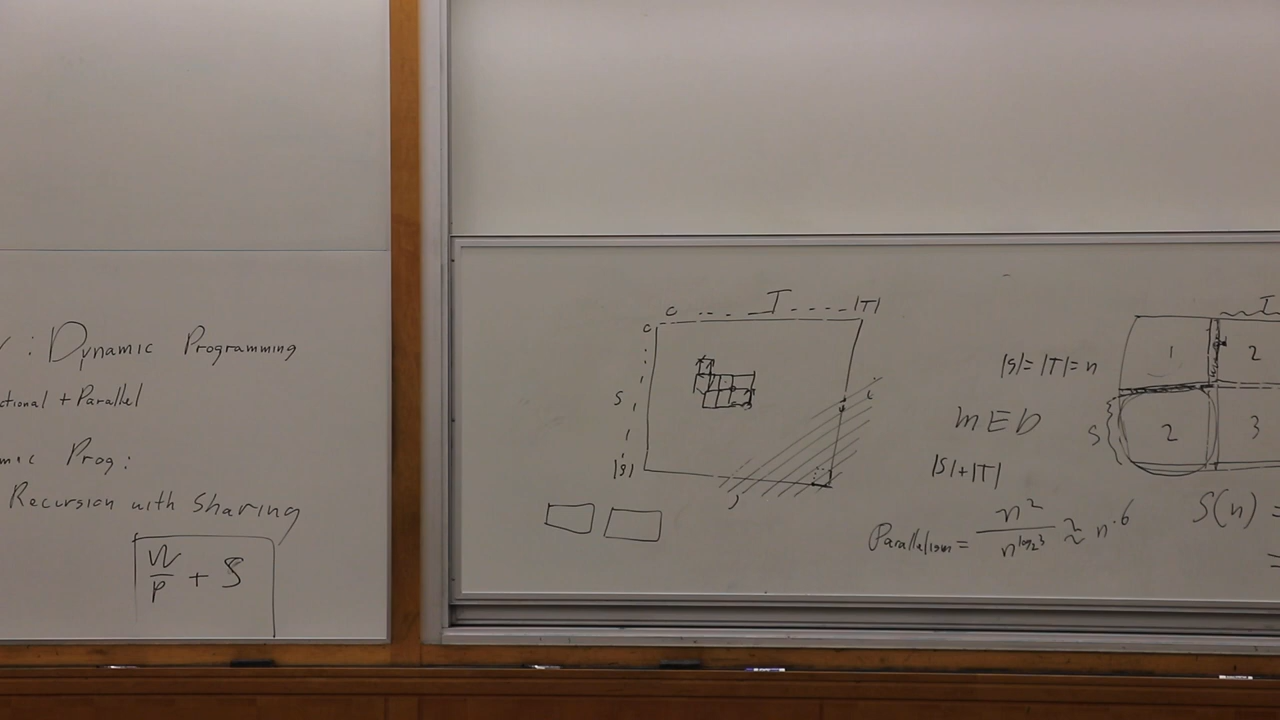 : Dynamic Programming
ctional + Parallel
mic Prog:
Recursion with Sharing
W/P + S
0 .. _ T - - - - |T|
0
S
|S|
j
i
|S|=|T|=n
MED
|S|+|T|
Parallelism = n^2 / n^log_2 3 ≈ n^.6
T
1 2
S
2 3
S(n) =
=